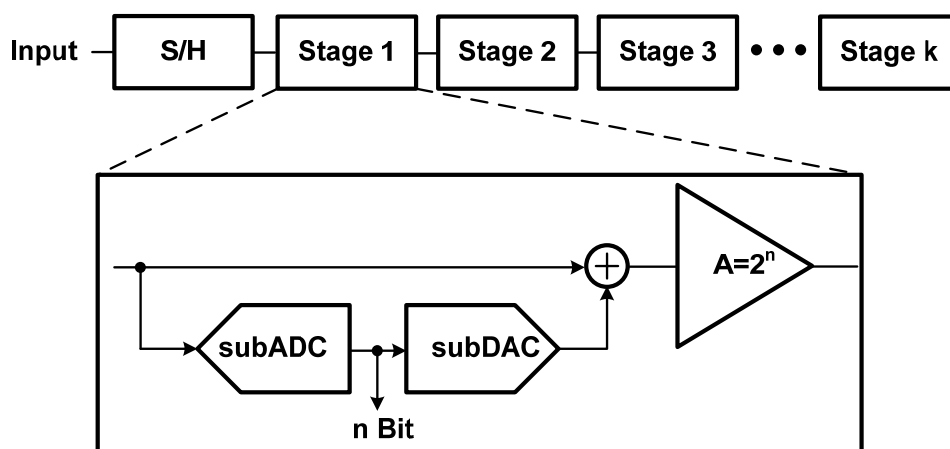 Input S/H Stage 1 Stage 2 Stage 3 ••• Stage k
A=2ⁿ
subADC subDAC
n Bit